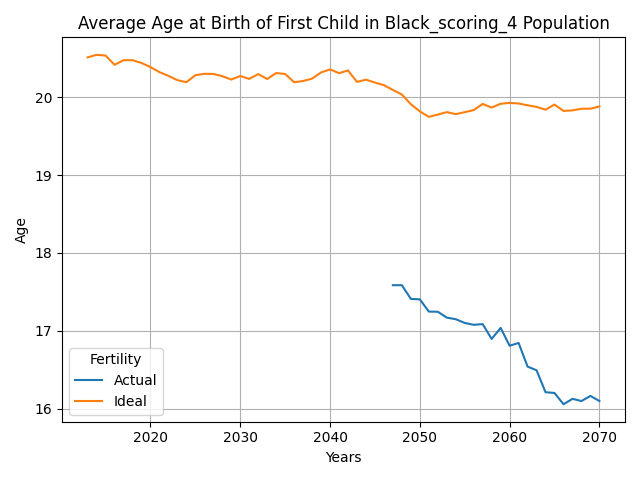 Average Age at Birth of First Child in Black_scoring_4 Population
Age
20
19
18
17
16
Fertility
Actual
Ideal
2020 2030 2040 2050 2060 2070
Years